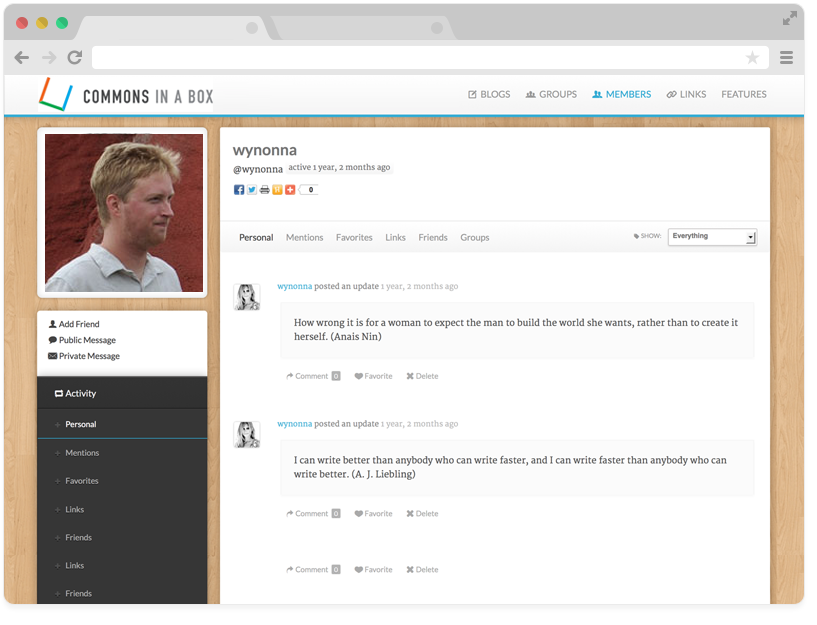 COMMONS IN A BOX
BLOGS GROUPS MEMBERS LINKS FEATURES
wynonna
@wynonna active 1 year, 2 months ago
0
Personal Mentions Favorites Links Friends Groups
SHOW: Everything
Add Friend
Public Message
Private Message
Activity
Personal
Mentions
Favorites
Links
Friends
Links
Friends
wynonna posted an update 1 year, 2 months ago
How wrong it is for a woman to expect the man to build the world she wants, rather than to create it
herself. (Anais Nin)
Comment 0 Favorite Delete
wynonna posted an update 1 year, 2 months ago
I can write better than anybody who can write faster, and I can write faster than anybody who can
write better. (A. J. Liebling)
Comment 0 Favorite Delete
Comment 0 Favorite Delete